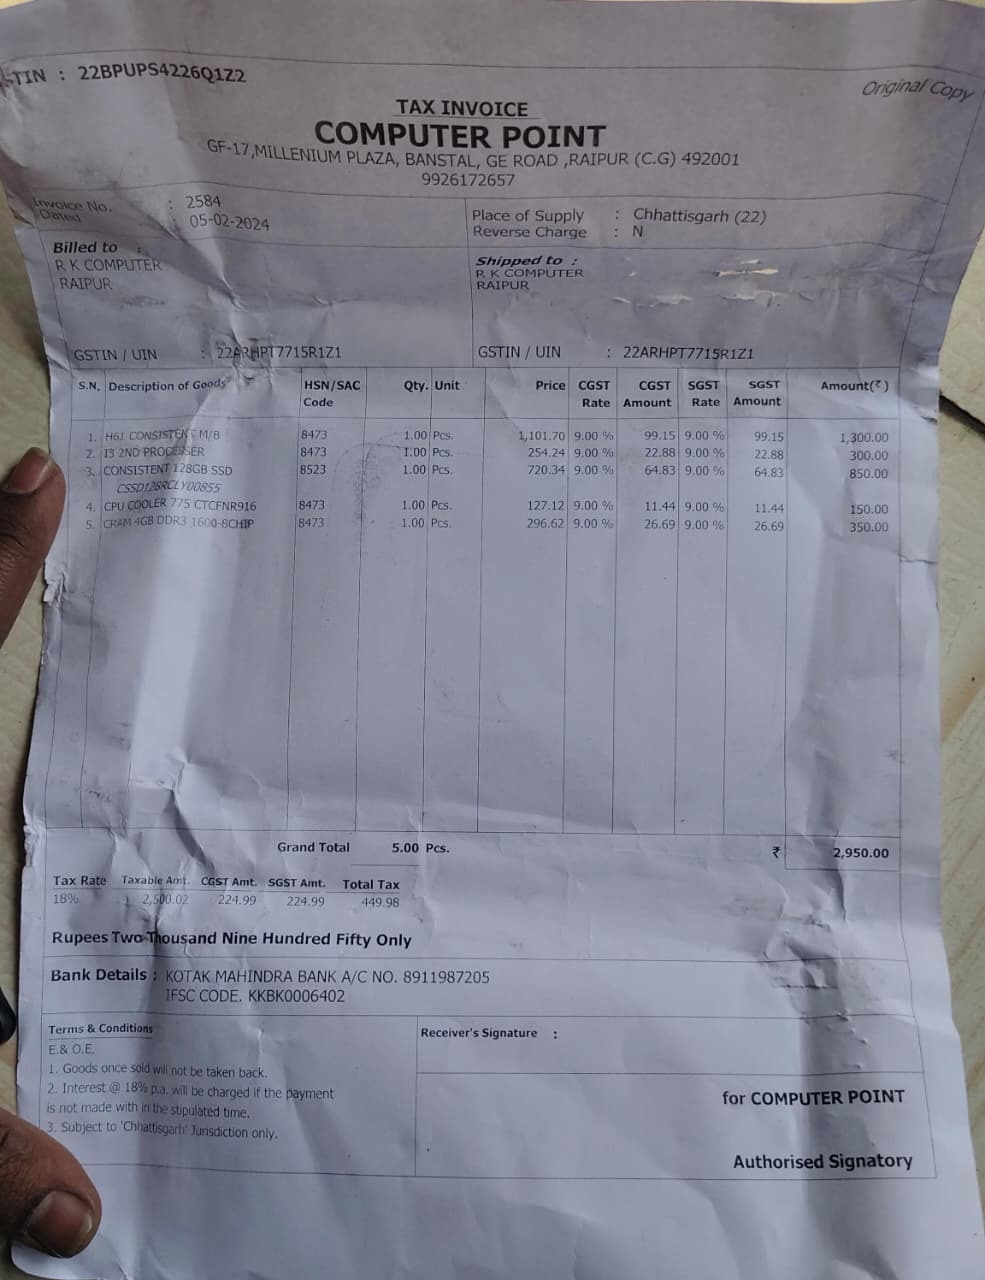 STIN : 22BPUPS4226Q1Z2
Original Copy
TAX INVOICE
COMPUTER POINT
GF-17,MILLENIUM PLAZA, BANSTAL, GE ROAD ,RAIPUR (C.G) 492001
9926172657
Invoice No. : 2584
Dated : 05-02-2024
Place of Supply : Chhattisgarh (22)
Reverse Charge : N
Billed to :
R K COMPUTER
RAIPUR
Shipped to :
R K COMPUTER
RAIPUR
GSTIN / UIN : 22ARHPT7715R1Z1
GSTIN / UIN : 22ARHPT7715R1Z1
S.N. Description of Goods HSN/SAC Code Qty. Unit Price CGST Rate CGST Amount SGST Rate SGST Amount Amount(₹)
1. H61 CONSISTENT M/B 8473 1.00 Pcs. 1,101.70 9.00 % 99.15 9.00 % 99.15 1,300.00
2. I3 2ND PROCESSER 8473 1.00 Pcs. 254.24 9.00 % 22.88 9.00 % 22.88 300.00
3. CONSISTENT 128GB SSD 8523 1.00 Pcs. 720.34 9.00 % 64.83 9.00 % 64.83 850.00
CSSD128RCLY00855
4. CPU COOLER 775 CTCFNR916 8473 1.00 Pcs. 127.12 9.00 % 11.44 9.00 % 11.44 150.00
5. CRAM 4GB DDR3 1600-8CHIP 8473 1.00 Pcs. 296.62 9.00 % 26.69 9.00 % 26.69 350.00
Grand Total 5.00 Pcs. ₹ 2,950.00
Tax Rate Taxable Amt. CGST Amt. SGST Amt. Total Tax
18% 2,500.02 224.99 224.99 449.98
Rupees Two Thousand Nine Hundred Fifty Only
Bank Details : KOTAK MAHINDRA BANK A/C NO. 8911987205
IFSC CODE. KKBK0006402
Terms & Conditions
E.& O.E.
1. Goods once sold will not be taken back.
2. Interest @ 18% p.a. will be charged if the payment
is not made with in the stipulated time.
3. Subject to 'Chhattisgarh' Jurisdiction only.
Receiver's Signature :
for COMPUTER POINT
Authorised Signatory